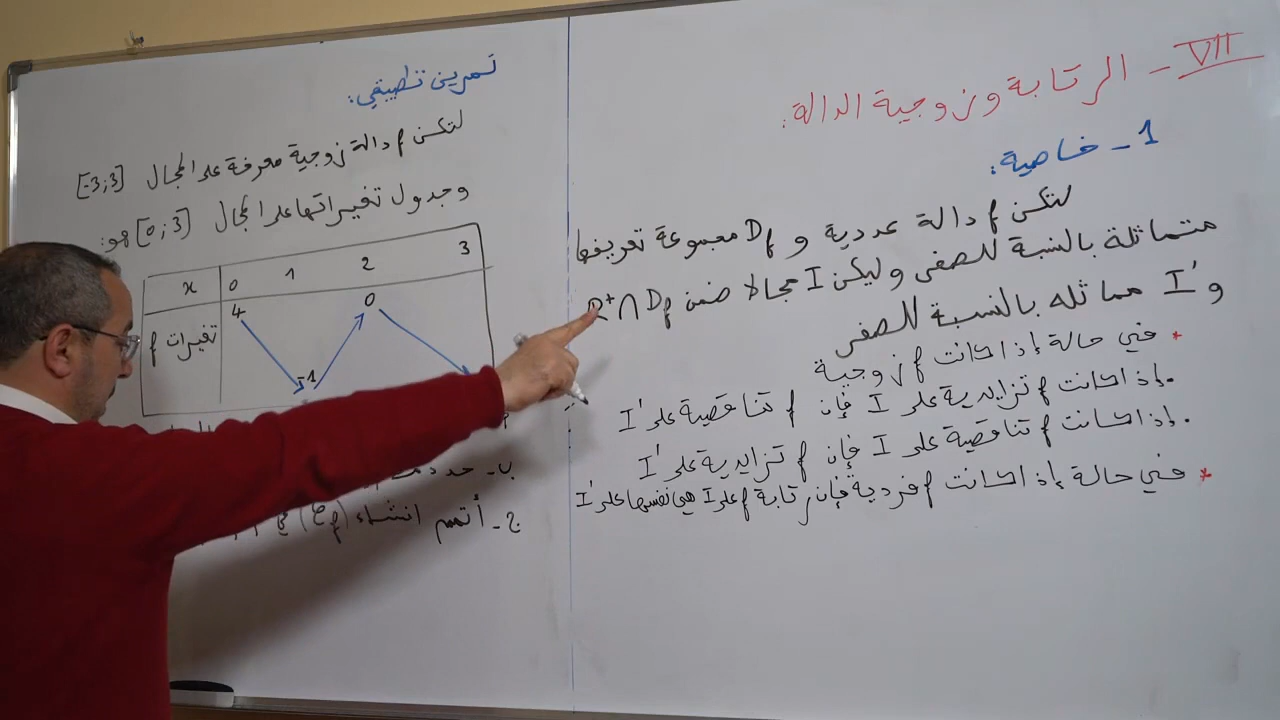 VII - الرتابة وزوجية الدالة:
1 - خاصية:
لتكن f دالة عددية و Df مجموعة تعريفها
متماثلة بالنسبة للصفر وليكن I مجالا ضمن R⁺∩Df
و I' مماثله بالنسبة للصفر
* في حالة إذا كانت f زوجية
. إذا كانت f تزايدية على I فإن f تناقصية على I'
. إذا كانت f تناقصية على I فإن f تزايدية على I'
* في حالة إذا كانت f فردية فإن رتابة f على I هي نفسها على I'
تمرين تطبيقي:
لتكن f دالة زوجية معرفة على المجال [-3;3]
وجدول تغيراتها على المجال [0;3] هو:
x 0 1 2 3
تغيرات f 4 -1 0
ب - حدد
ج - أتمم انشاء (Cf) في